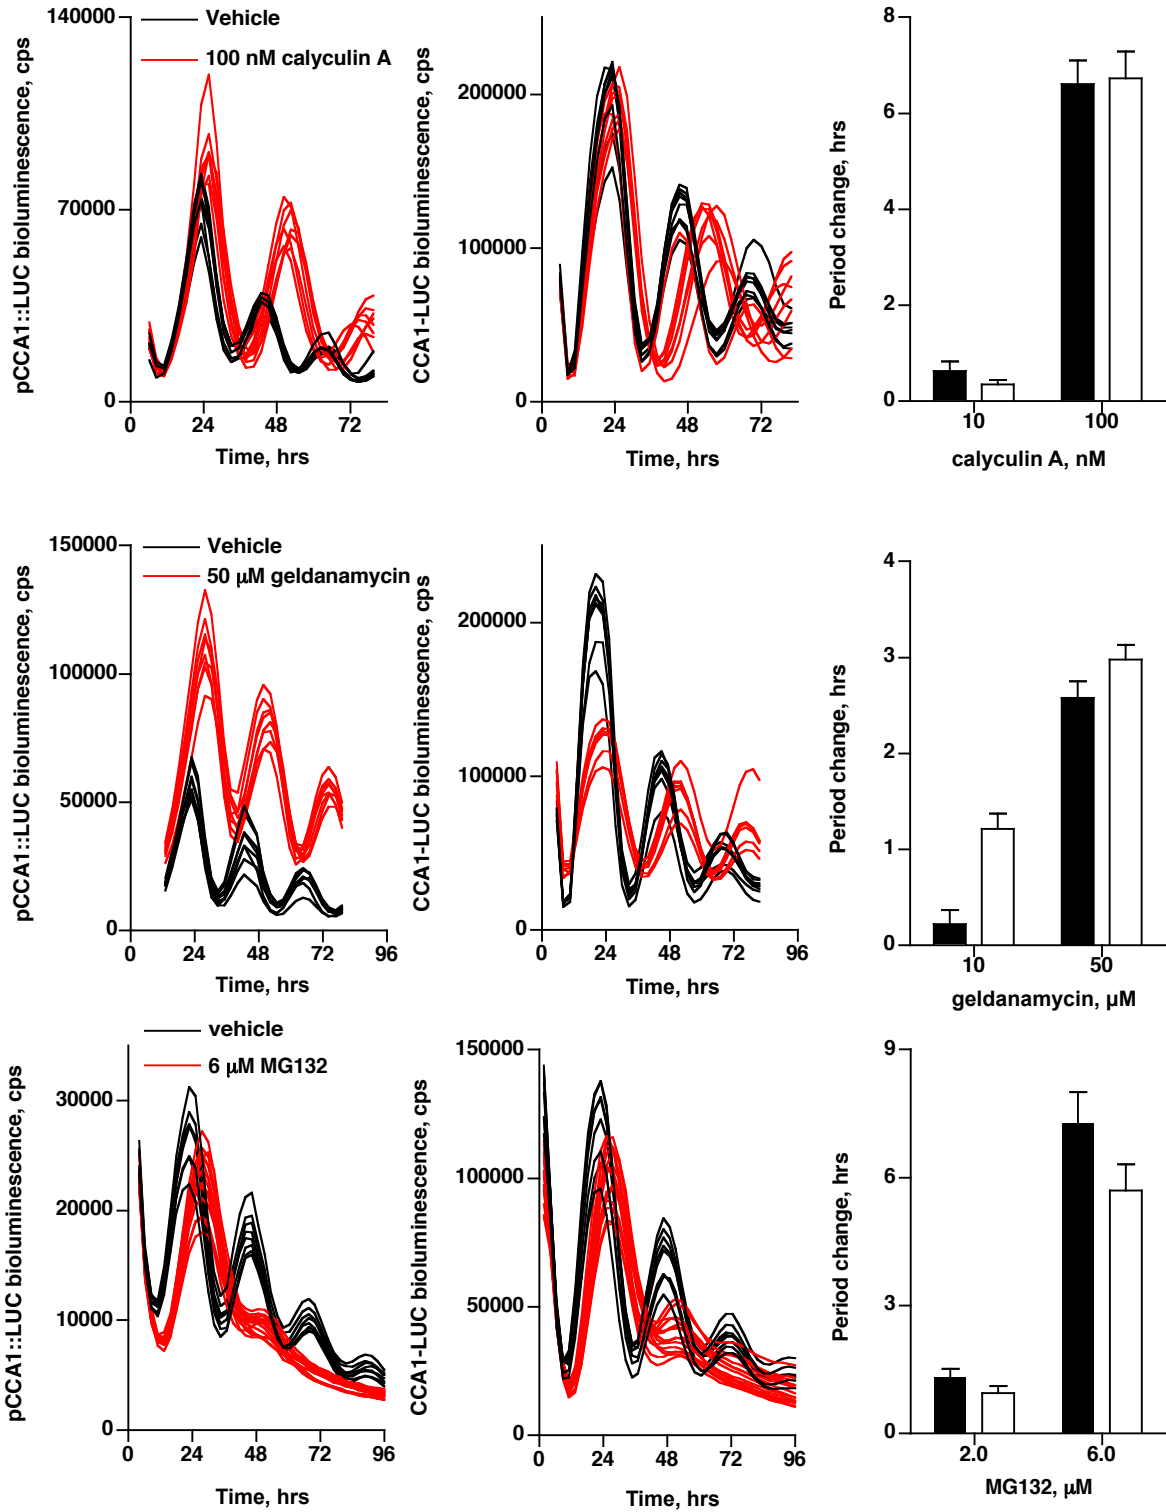 Vehicle
100 nM calyculin A
pCCA1::LUC bioluminescence, cps
140000
70000
0
0 24 48 72
Time, hrs
CCA1-LUC bioluminescence, cps
200000
100000
0
0 24 48 72
Time, hrs
Period change, hrs
8
6
4
2
0
10 100
calyculin A, nM
Vehicle
50 μM geldanamycin
pCCA1::LUC bioluminescence, cps
150000
100000
50000
0
0 24 48 72 96
Time, hrs
CCA1-LUC bioluminescence, cps
200000
100000
0
0 24 48 72 96
Time, hrs
Period change, hrs
4
3
2
1
0
10 50
geldanamycin, μM
vehicle
6 μM MG132
pCCA1::LUC bioluminescence, cps
30000
20000
10000
0
0 24 48 72 96
Time, hrs
CCA1-LUC bioluminescence, cps
150000
100000
50000
0
0 24 48 72 96
Time, hrs
Period change, hrs
9
6
3
0
2.0 6.0
MG132, μM